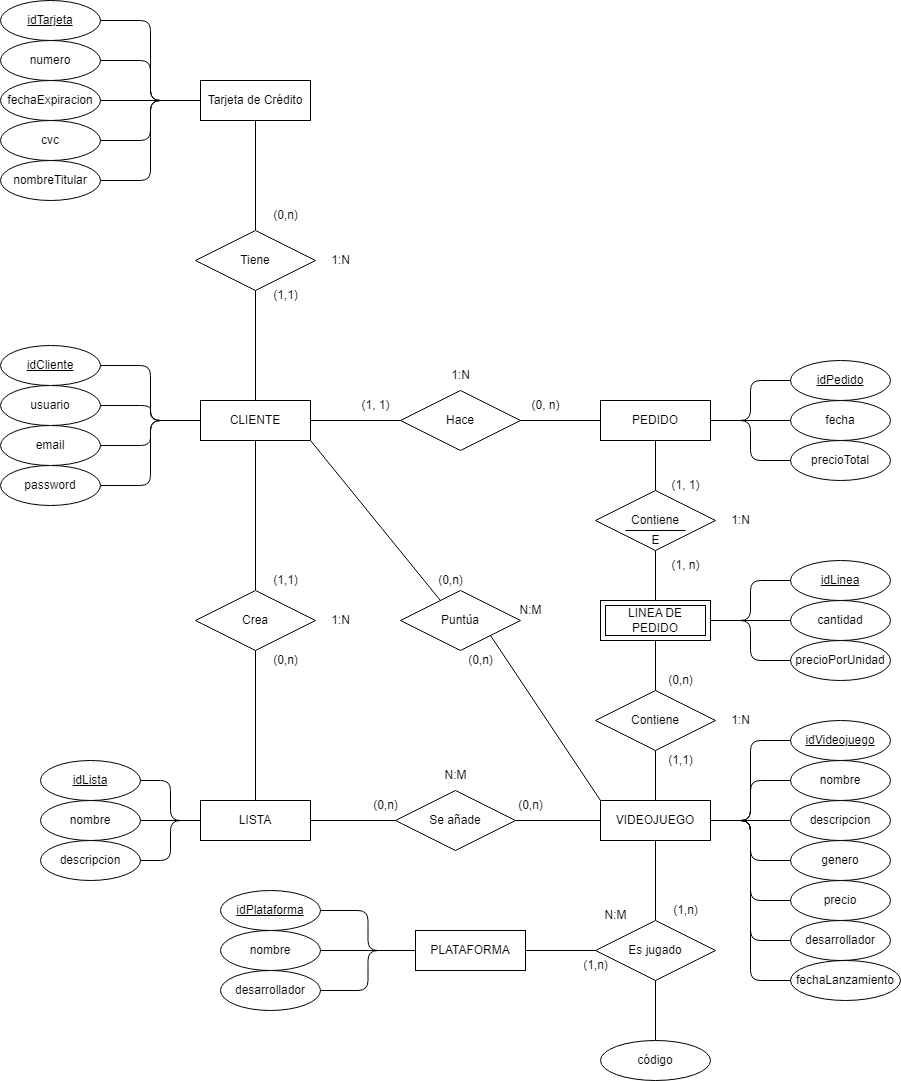 idTarjeta
numero
fechaExpiracion
cvc
nombreTitular
Tarjeta de Crédito
(0,n)
Tiene
1:N
(1,1)
idCliente
usuario
email
password
CLIENTE
(1, 1)
1:N
Hace
(0, n)
PEDIDO
idPedido
fecha
precioTotal
(1, 1)
Contiene
E
1:N
(1, n)
LINEA DE
PEDIDO
idLinea
cantidad
precioPorUnidad
(1,1)
Crea
1:N
(0,n)
(0,n)
Puntúa
N:M
(0,n)
(0,n)
Contiene
1:N
(1,1)
idLista
nombre
descripcion
LISTA
(0,n)
N:M
Se añade
(0,n)
VIDEOJUEGO
idVideojuego
nombre
descripcion
genero
precio
desarrollador
fechaLanzamiento
idPlataforma
nombre
desarrollador
PLATAFORMA
N:M
(1,n)
Es jugado
(1,n)
código